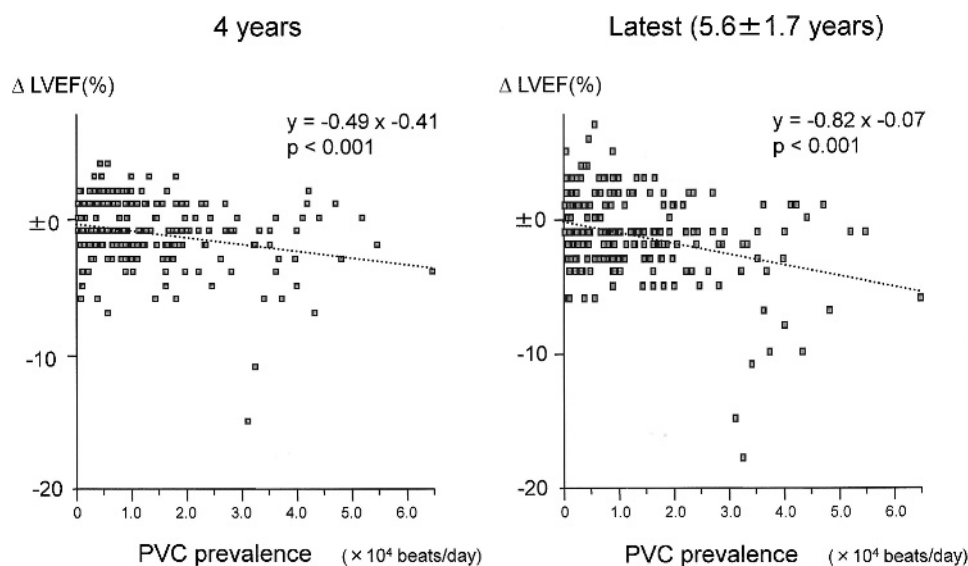 4 years
Δ LVEF(%)
y = -0.49 x -0.41
p < 0.001
±0
-10
-20
0 1.0 2.0 3.0 4.0 5.0 6.0
PVC prevalence (×10⁴ beats/day)
Latest (5.6±1.7 years)
Δ LVEF(%)
y = -0.82 x -0.07
p < 0.001
±0
-10
-20
0 1.0 2.0 3.0 4.0 5.0 6.0
PVC prevalence (×10⁴ beats/day)